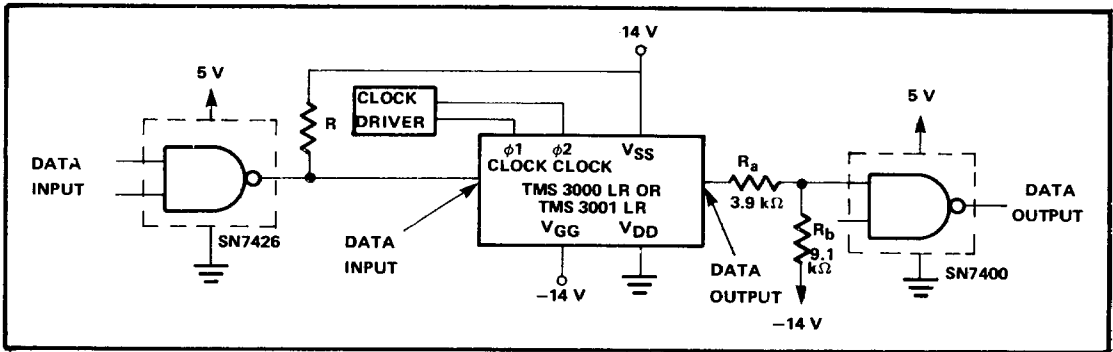 14 V
5 V
R
CLOCK
DRIVER
5 V
DATA
INPUT
SN7426
ϕ1 ϕ2 VSS
CLOCK CLOCK
TMS 3000 LR OR
TMS 3001 LR
VGG VDD
DATA
INPUT
−14 V
Ra
3.9 kΩ
DATA
OUTPUT
Rb
9.1
kΩ
−14 V
SN7400
DATA
OUTPUT